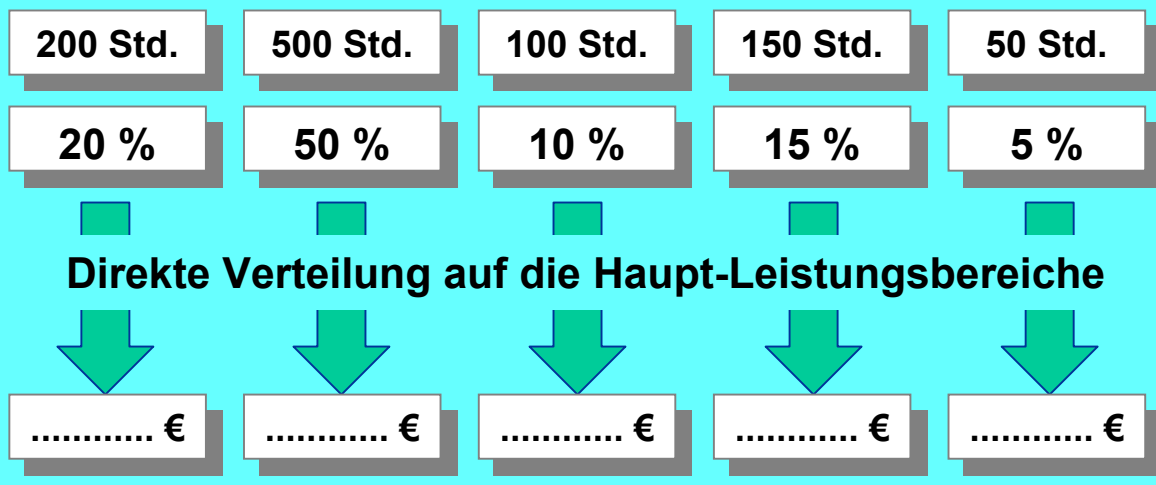 200 Std. 500 Std. 100 Std. 150 Std. 50 Std.
20 % 50 % 10 % 15 % 5 %
Direkte Verteilung auf die Haupt-Leistungsbereiche
............ € ............ € ............ € ............ € ............ €